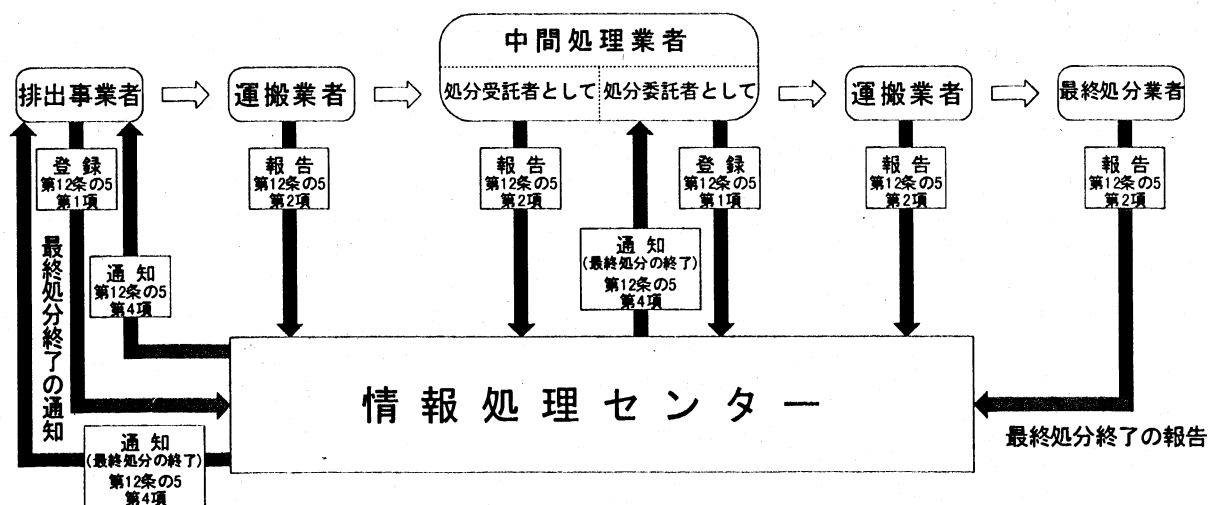 中間処理業者
処分受託者として
処分委託者として
排出事業者
運搬業者
運搬業者
最終処分業者
登録
第12条の5
第1項
報告
第12条の5
第2項
報告
第12条の5
第2項
登録
第12条の5
第1項
報告
第12条の5
第2項
報告
第12条の5
第2項
最終処分終了の通知
通知
第12条の5
第4項
通知
(最終処分の終了)
第12条の5
第4項
情報処理センター
最終処分終了の報告
通知
(最終処分の終了)
第12条の5
第4項